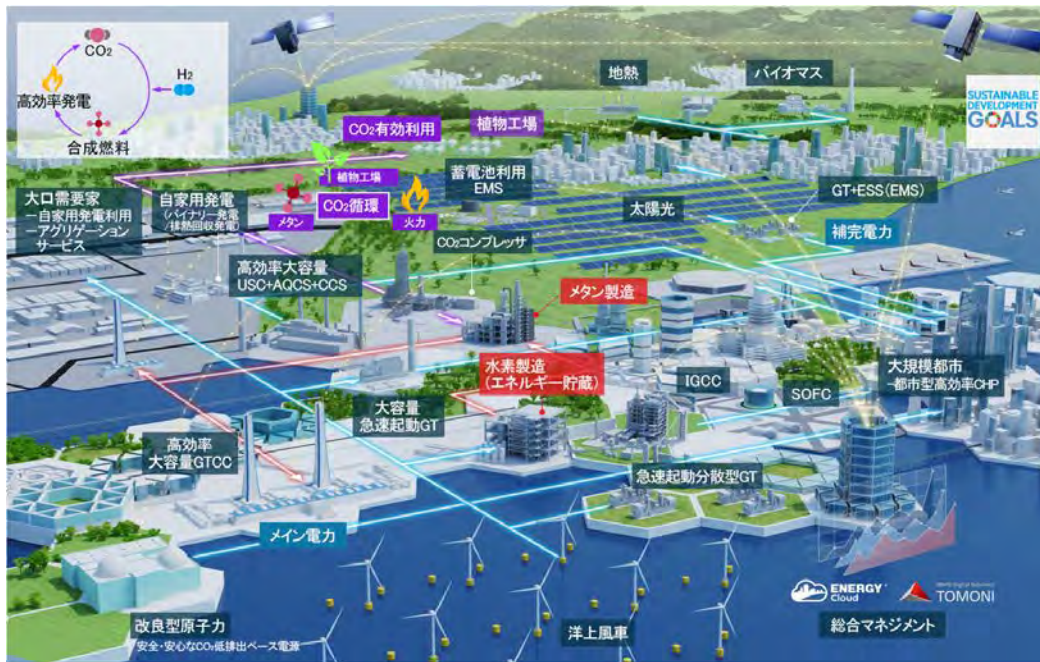 CO2
H2
高効率発電
合成燃料
地熱
バイオマス
SUSTAINABLE
DEVELOPMENT
GOALS
CO2有効利用
植物工場
植物工場
メタン
CO2循環
火力
蓄電池利用
EMS
太陽光
GT+ESS(EMS)
補完電力
大口需要家
－自家用発電利用
－アグリゲーション
サービス
自家用発電
(バイナリー発電
/排熱回収発電)
CO2コンプレッサ
高効率大容量
USC+AQCS+CCS
メタン製造
水素製造
(エネルギー貯蔵)
IGCC
SOFC
大規模都市
－都市型高効率CHP
大容量
急速起動GT
高効率
大容量GTCC
急速起動分散型GT
メイン電力
ENERGY
Cloud
TOMONI
総合マネジメント
改良型原子力
安全・安心なCO2低排出ベース電源
洋上風車